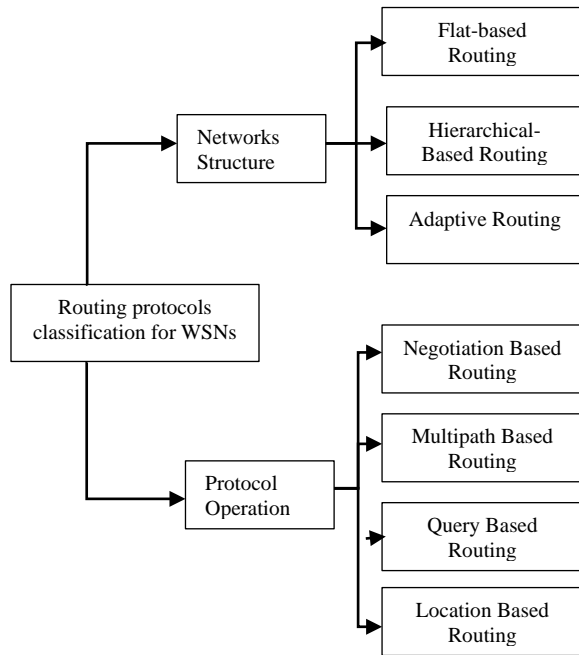 Flat-based
Routing
Networks
Structure
Hierarchical-
Based Routing
Adaptive Routing
Routing protocols
classification for WSNs
Negotiation Based
Routing
Multipath Based
Routing
Protocol
Operation
Query Based
Routing
Location Based
Routing